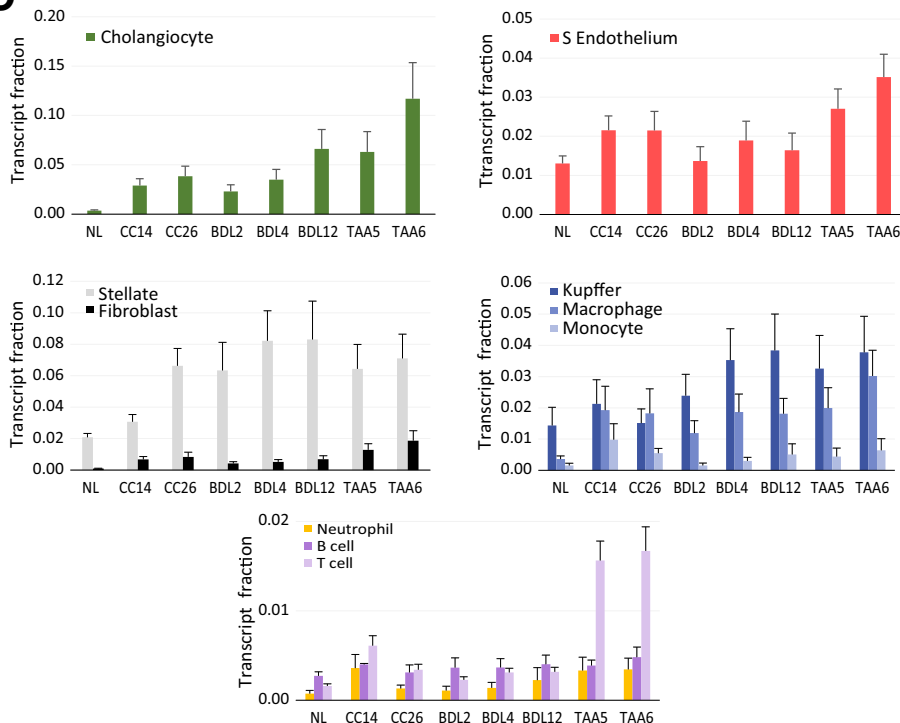 0.20
0.15
0.10
0.05
0.00
Transcript fraction
Cholangiocyte
NL CC14 CC26 BDL2 BDL4 BDL12 TAA5 TAA6
0.05
0.04
0.03
0.02
0.01
0.00
Ttranscript fraction
S Endothelium
NL CC14 CC26 BDL2 BDL4 BDL12 TAA5 TAA6
0.12
0.10
0.08
0.06
0.04
0.02
0.00
Transcript fraction
Stellate
Fibroblast
NL CC14 CC26 BDL2 BDL4 BDL12 TAA5 TAA6
0.06
0.05
0.04
0.03
0.02
0.01
0.00
Transcript fraction
Kupffer
Macrophage
Monocyte
NL CC14 CC26 BDL2 BDL4 BDL12 TAA5 TAA6
0.02
0.01
0.00
Transcript fraction
Neutrophil
B cell
T cell
NL CC14 CC26 BDL2 BDL4 BDL12 TAA5 TAA6